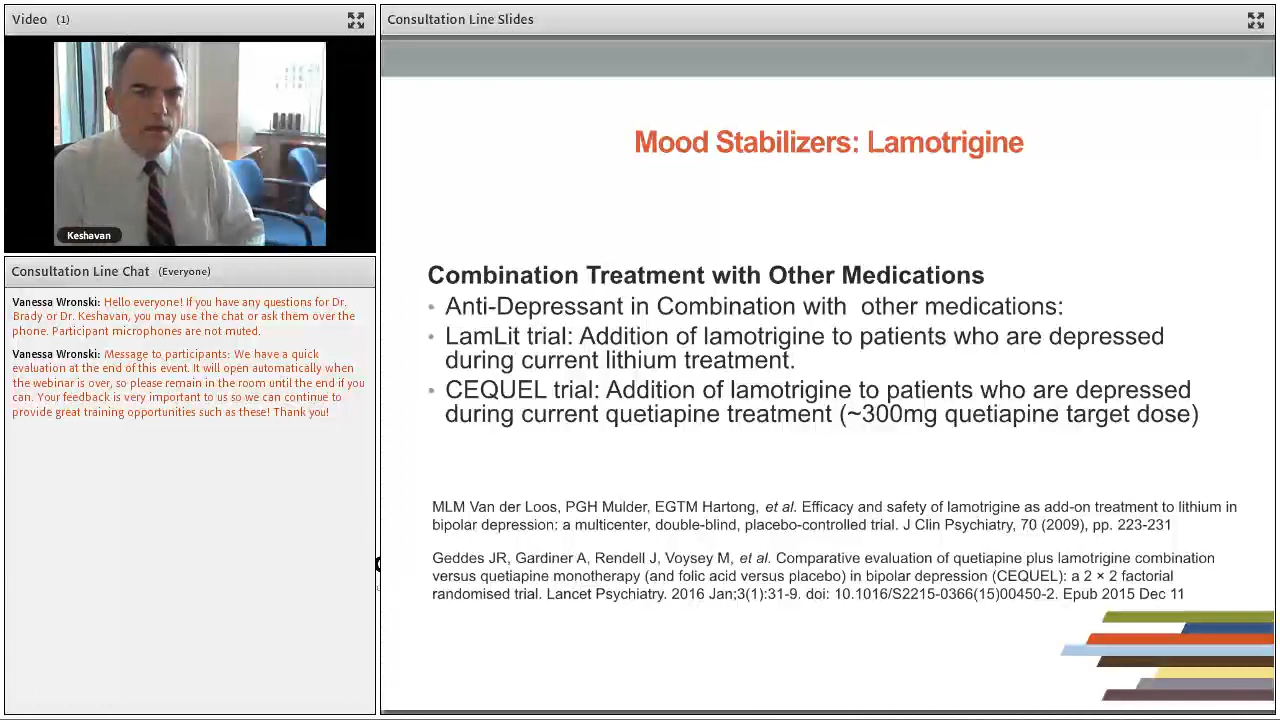 Video (1)
Keshavan
Consultation Line Chat (Everyone)
Vanessa Wronski: Hello everyone! If you have any questions for Dr.
Brady or Dr. Keshavan, you may use the chat or ask them over the
phone. Participant microphones are not muted.
Vanessa Wronski: Message to participants: We have a quick
evaluation at the end of this event. It will open automatically when
the webinar is over, so please remain in the room until the end if you
can. Your feedback is very important to us so we can continue to
provide great training opportunities such as these! Thank you!
Consultation Line Slides
Mood Stabilizers: Lamotrigine
Combination Treatment with Other Medications
• Anti-Depressant in Combination with  other medications:
• LamLit trial: Addition of lamotrigine to patients who are depressed
during current lithium treatment.
• CEQUEL trial: Addition of lamotrigine to patients who are depressed
during current quetiapine treatment (~300mg quetiapine target dose)
MLM Van der Loos, PGH Mulder, EGTM Hartong, et al. Efficacy and safety of lamotrigine as add-on treatment to lithium in
bipolar depression: a multicenter, double-blind, placebo-controlled trial. J Clin Psychiatry, 70 (2009), pp. 223-231
Geddes JR, Gardiner A, Rendell J, Voysey M, et al. Comparative evaluation of quetiapine plus lamotrigine combination
versus quetiapine monotherapy (and folic acid versus placebo) in bipolar depression (CEQUEL): a 2 × 2 factorial
randomised trial. Lancet Psychiatry. 2016 Jan;3(1):31-9. doi: 10.1016/S2215-0366(15)00450-2. Epub 2015 Dec 11